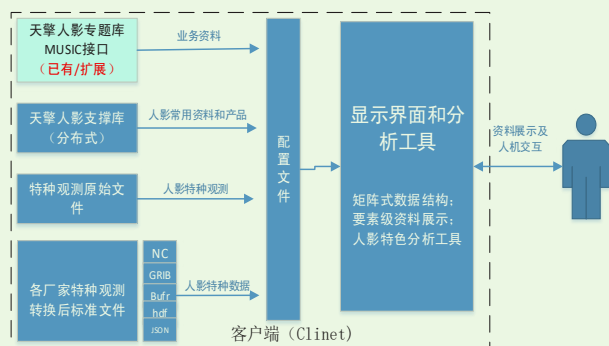 天擎人影专题库
MUSIC接口
（已有/扩展）
业务资料
天擎人影支撑库
（分布式）
人影常用资料和产品
特种观测原始文
件
人影特种观测
各厂家特种观测
转换后标准文件
NC
GRIB
Bufr
hdf
JSON
人影特种数据
配
置
文
件
显示界面和分
析工具
矩阵式数据结构；
要素级资料展示；
人影特色分析工具
资料展示及
人机交互
客户端（Clinet）